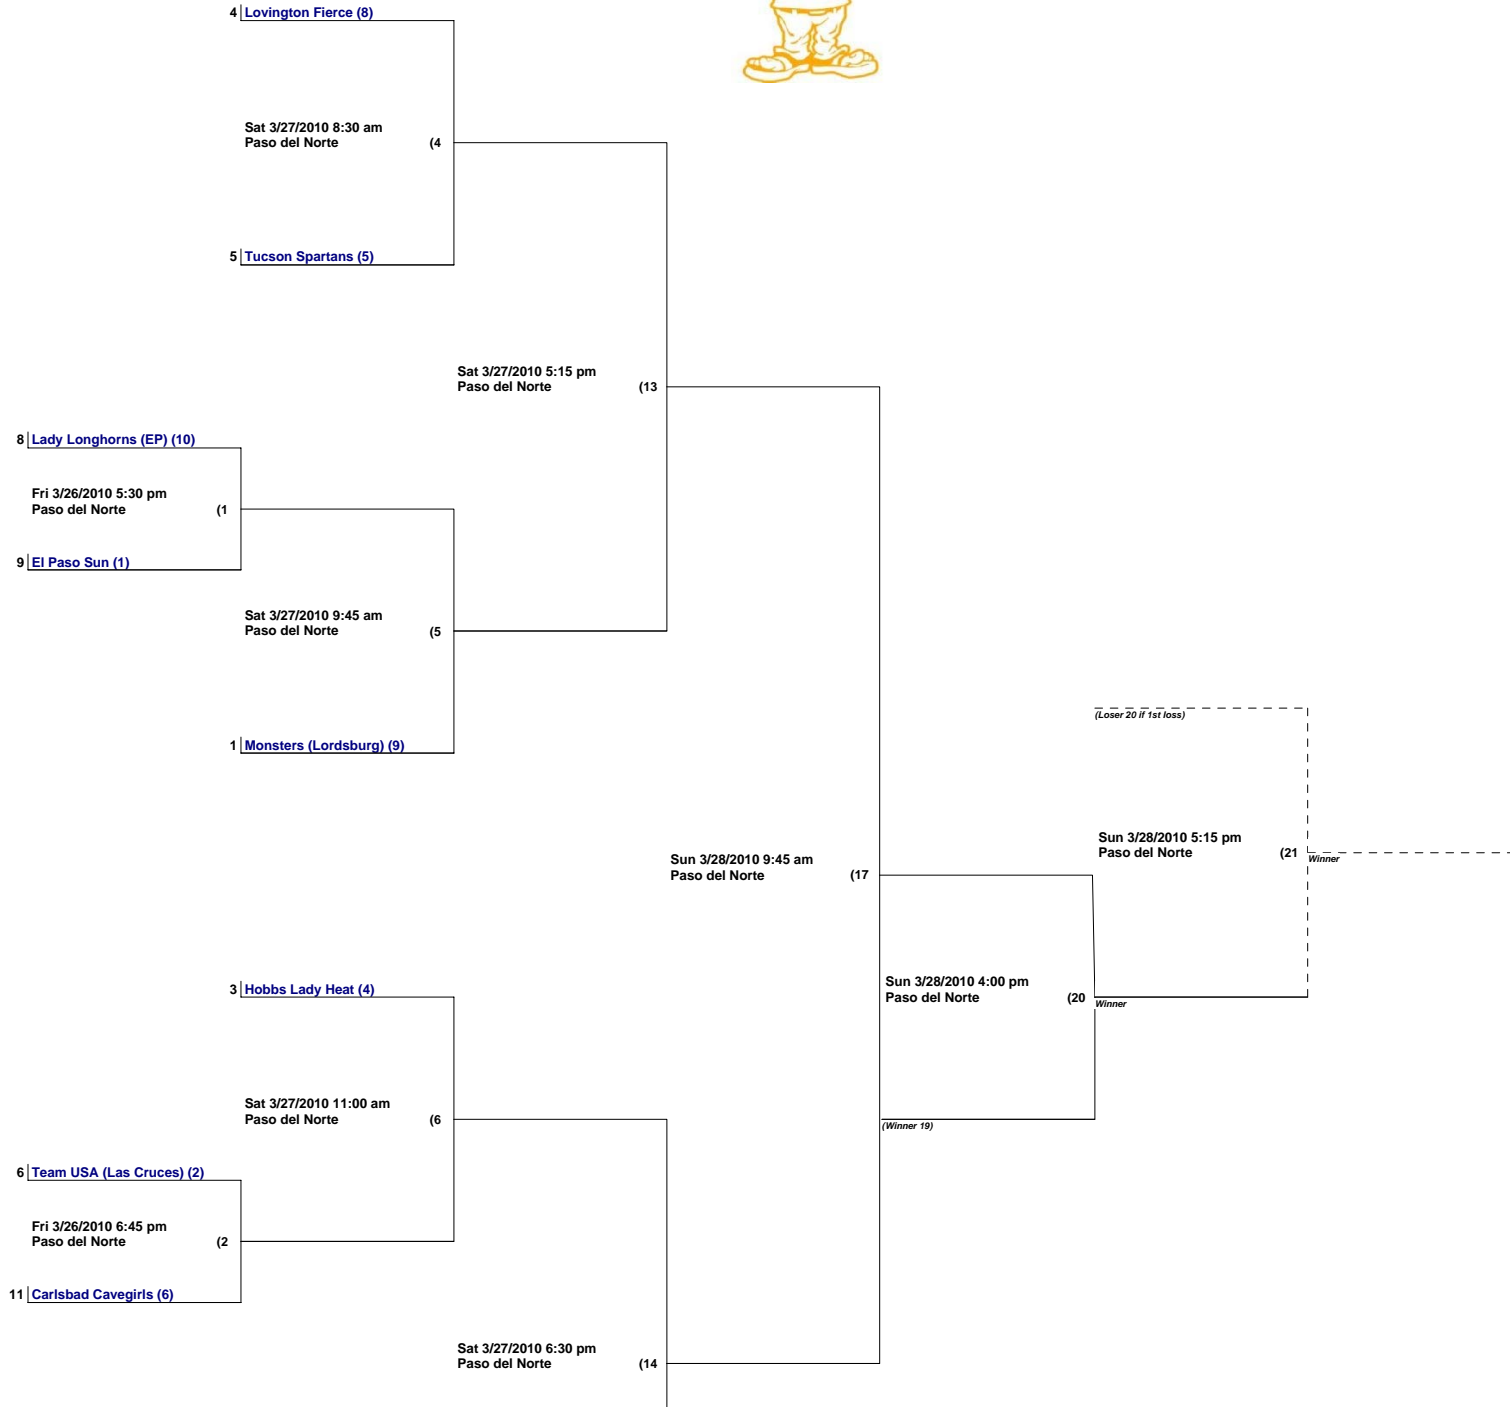 4 Lovington Fierce (8)
Sat 3/27/2010 8:30 am
Paso del Norte (4
5 Tucson Spartans (5)
Sat 3/27/2010 5:15 pm
Paso del Norte (13
8 Lady Longhorns (EP) (10)
Fri 3/26/2010 5:30 pm
Paso del Norte (1
9 El Paso Sun (1)
Sat 3/27/2010 9:45 am
Paso del Norte (5
1 Monsters (Lordsburg) (9)
(Loser 20 if 1st loss)
Sun 3/28/2010 5:15 pm
Paso del Norte (21
Winner
Sun 3/28/2010 9:45 am
Paso del Norte (17
3 Hobbs Lady Heat (4)
Sun 3/28/2010 4:00 pm
Paso del Norte (20
Winner
Sat 3/27/2010 11:00 am
Paso del Norte (6
(Winner 19)
6 Team USA (Las Cruces) (2)
Fri 3/26/2010 6:45 pm
Paso del Norte (2
11 Carlsbad Cavegirls (6)
Sat 3/27/2010 6:30 pm
Paso del Norte (14